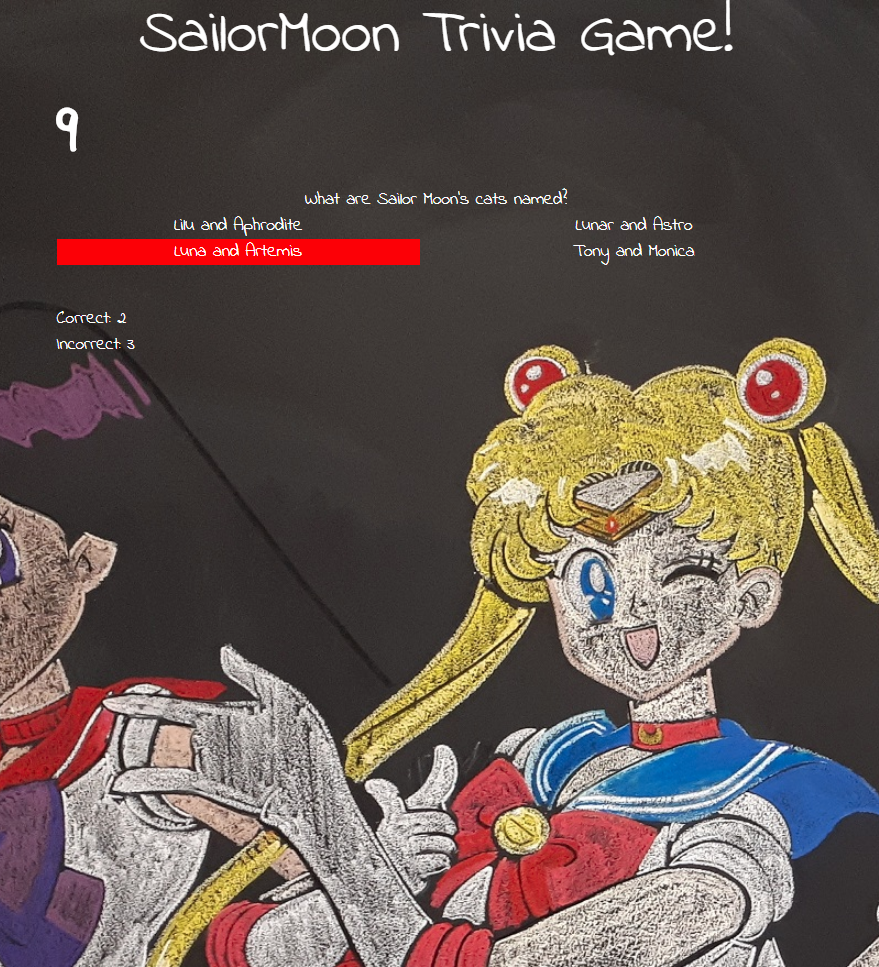 SailorMoon Trivia Game!
9
What are Sailor Moon's cats named?
Lilu and Aphrodite
Lunar and Astro
Luna and Artemis
Tony and Monica
Correct: 2
Incorrect: 3